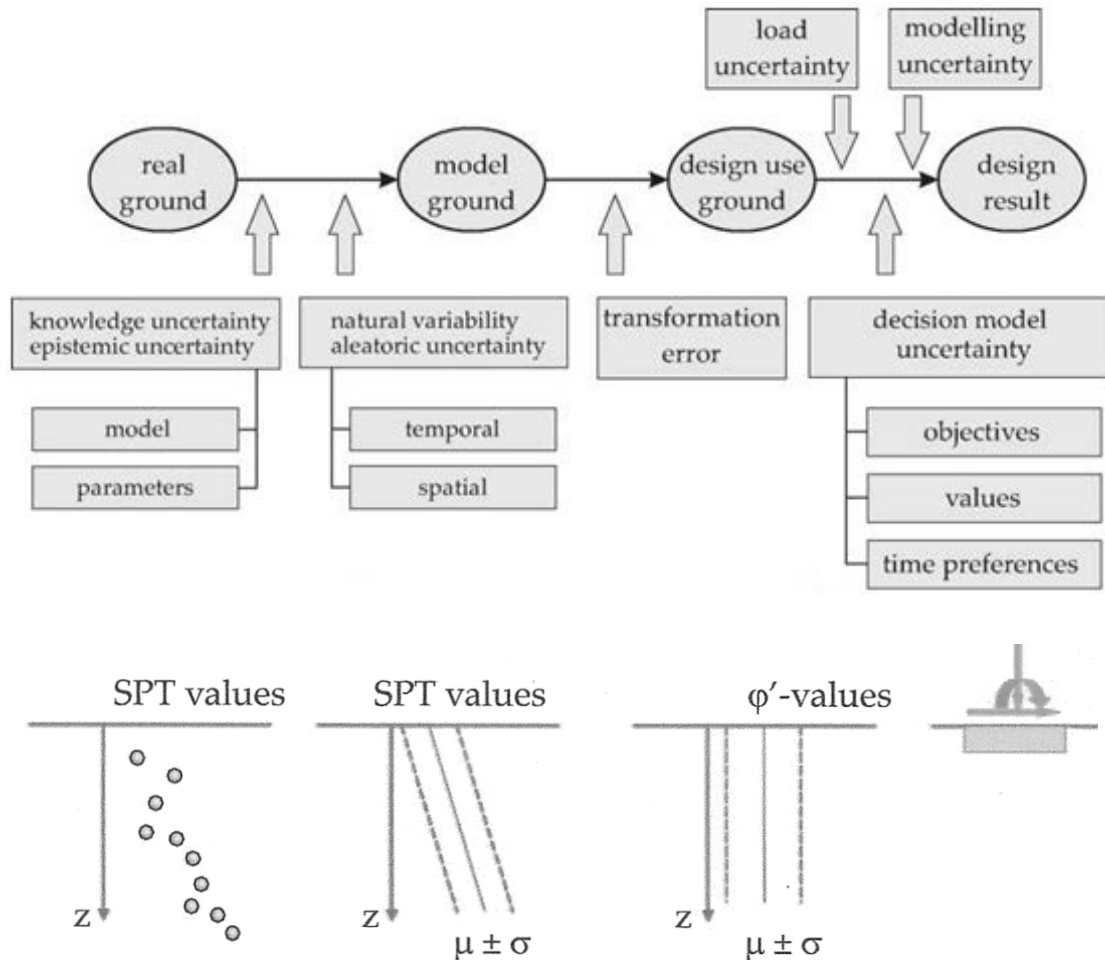 load
uncertainty
modelling
uncertainty
real
ground
model
ground
design use
ground
design
result
knowledge uncertainty
epistemic uncertainty
model
parameters
natural variability
aleatoric uncertainty
temporal
spatial
transformation
error
decision model
uncertainty
objectives
values
time preferences
SPT values
z
SPT values
z
μ ± σ
φ′-values
z
μ ± σ